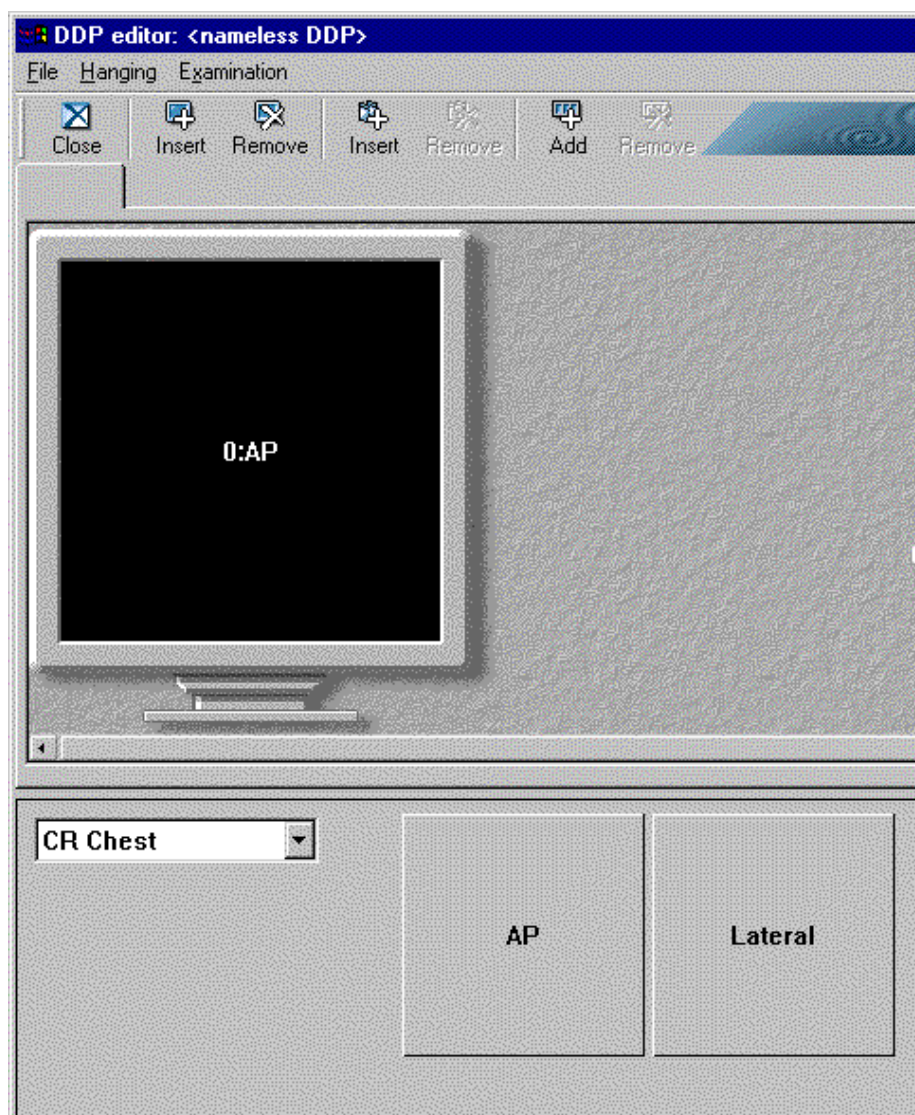 DDP editor: <nameless DDP>
File Hanging Examination
Close Insert Remove Insert Remove Add Remove
0:AP
CR Chest
AP Lateral